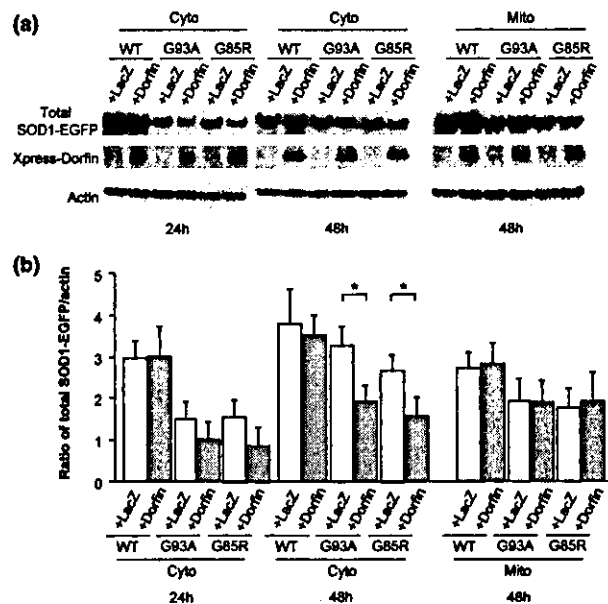 (a)
Cyto Cyto Mito
WT G93A G85R WT G93A G85R WT G93A G85R
+LacZ +Dorfin +LacZ +Dorfin +LacZ +Dorfin +LacZ +Dorfin +LacZ +Dorfin +LacZ +Dorfin +LacZ +Dorfin +LacZ +Dorfin +LacZ +Dorfin
Total
SOD1-EGFP
Xpress-Dorfin
Actin
24h 48h 48h
(b)
Ratio of total SOD1-EGFP/actin
5
4
3
2
1
0
* *
+LacZ +Dorfin +LacZ +Dorfin +LacZ +Dorfin +LacZ +Dorfin +LacZ +Dorfin +LacZ +Dorfin +LacZ +Dorfin +LacZ +Dorfin +LacZ +Dorfin
WT G93A G85R WT G93A G85R WT G93A G85R
Cyto Cyto Mito
24h 48h 48h